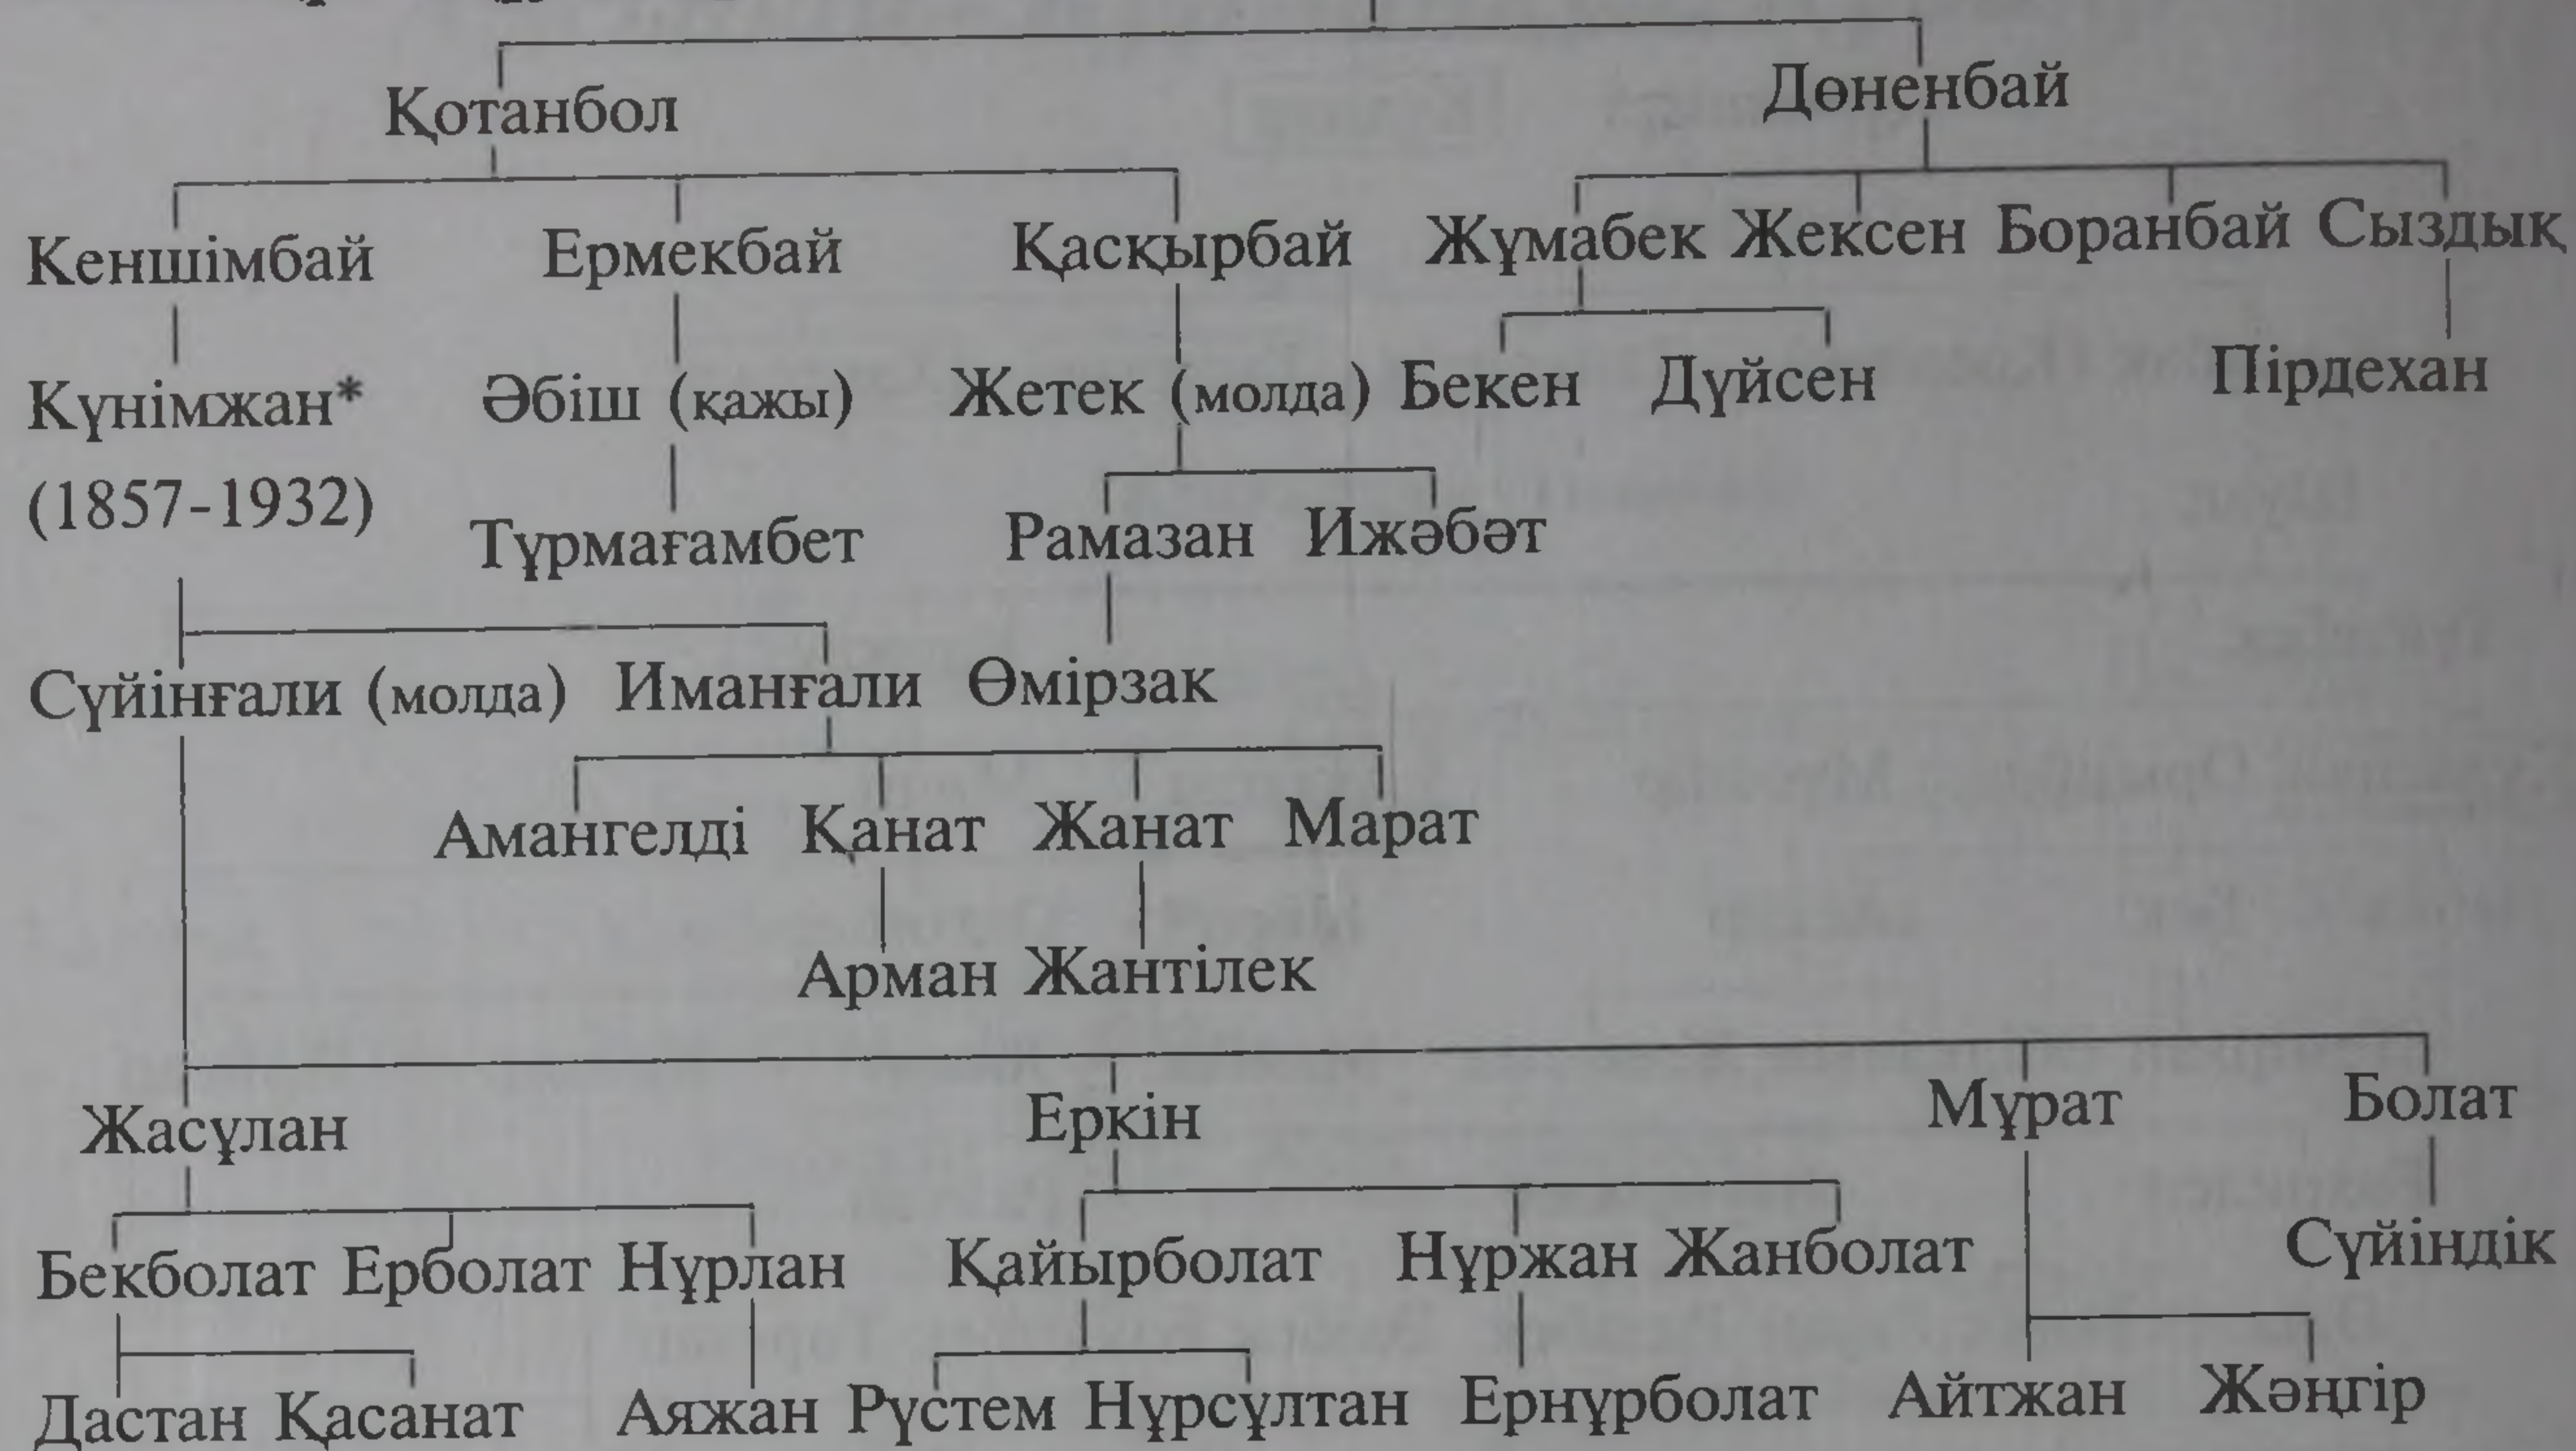 Қотанбол Дөненбай
Кеншімбай Ермекбай Қасқырбай Жұмабек Жексен Боранбай Сыздық
Күнімжан* Әбіш (қажы) Жетек (молда) Бекен Дүйсен Пірдехан
(1857-1932) Тұрмағамбет Рамазан Ижәбәт
Сүйінғали (молда) Иманғали Өмірзак
Амангелді Қанат Жанат Марат
Арман Жантілек
Жасұлан Еркін Мұрат Болат
Бекболат Ерболат Нұрлан Қайырболат Нұржан Жанболат Сүйіндік
Дастан Қасанат Аяжан Рүстем Нұрсұлтан Ернұрболат Айтжан Жәңгір